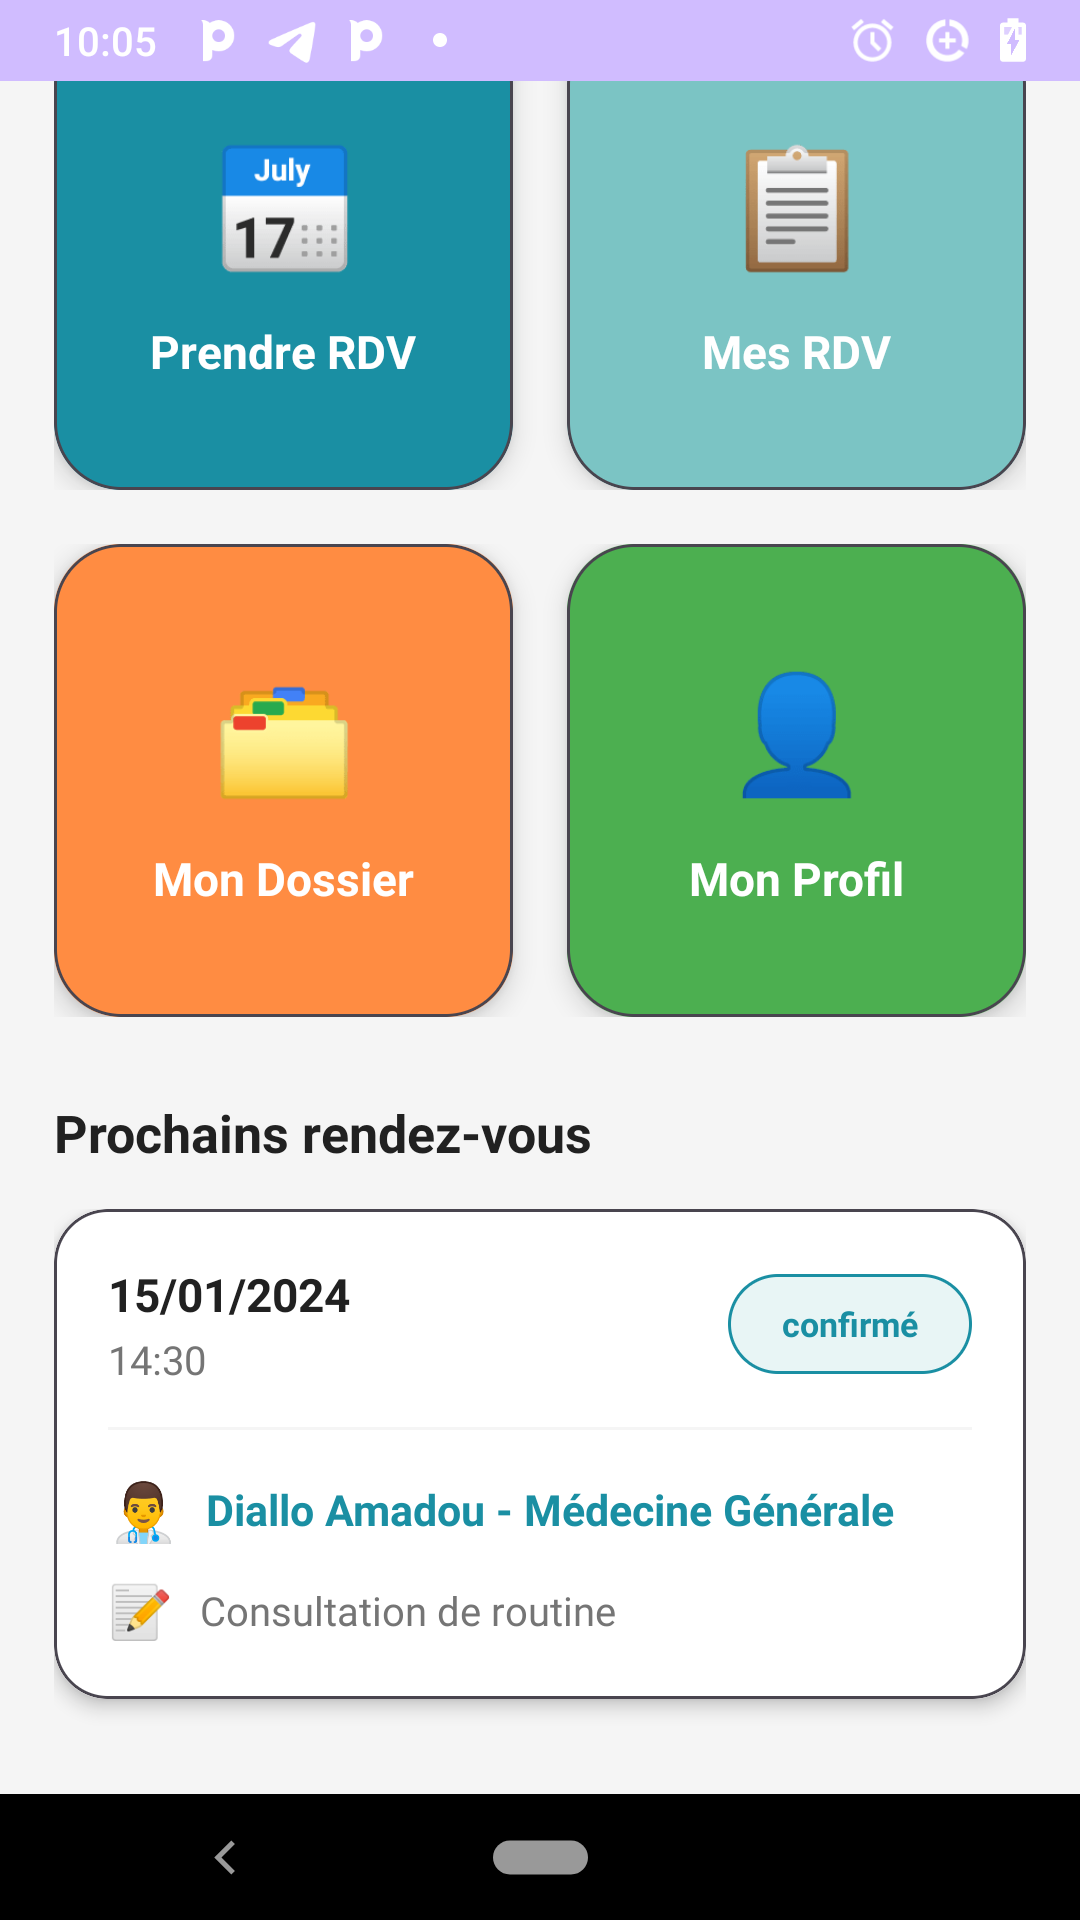 10:05
July
17
Prendre RDV
Mes RDV
Mon Dossier
Mon Profil
Prochains rendez-vous
15/01/2024
14:30
confirmé
Diallo Amadou - Médecine Générale
Consultation de routine